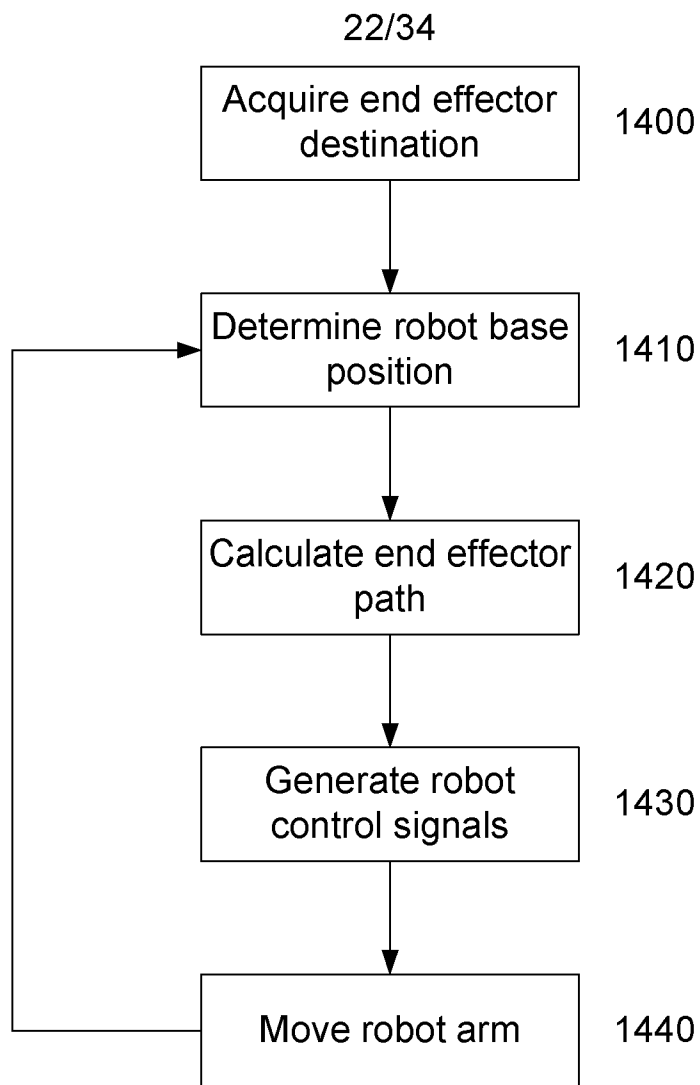 22/34
Acquire end effector
destination
1400
Determine robot base
position
1410
Calculate end effector
path
1420
Generate robot
control signals
1430
Move robot arm
1440